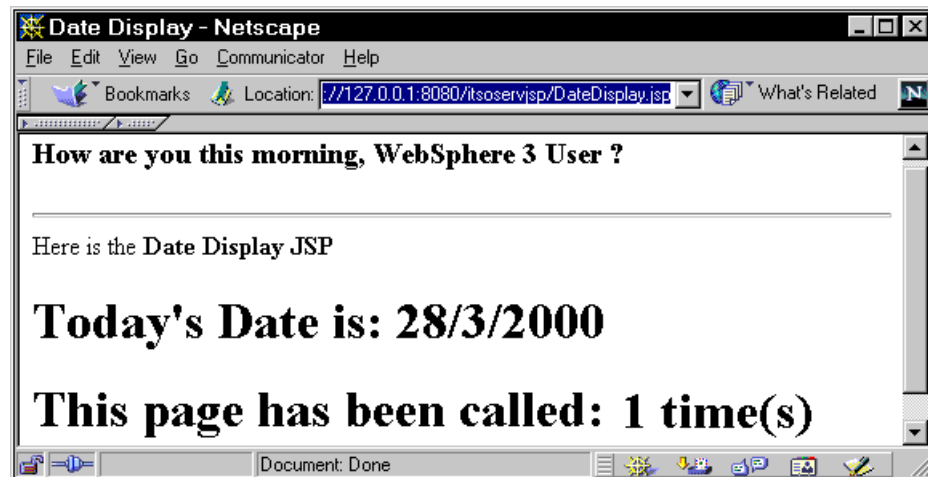 Date Display - Netscape
File Edit View Go Communicator Help
Bookmarks Location: ://127.0.0.1:8080/itsoservjsp/DateDisplay.jsp What's Related N
How are you this morning, WebSphere 3 User ?
Here is the Date Display JSP
Today's Date is: 28/3/2000
This page has been called: 1 time(s)
Document: Done